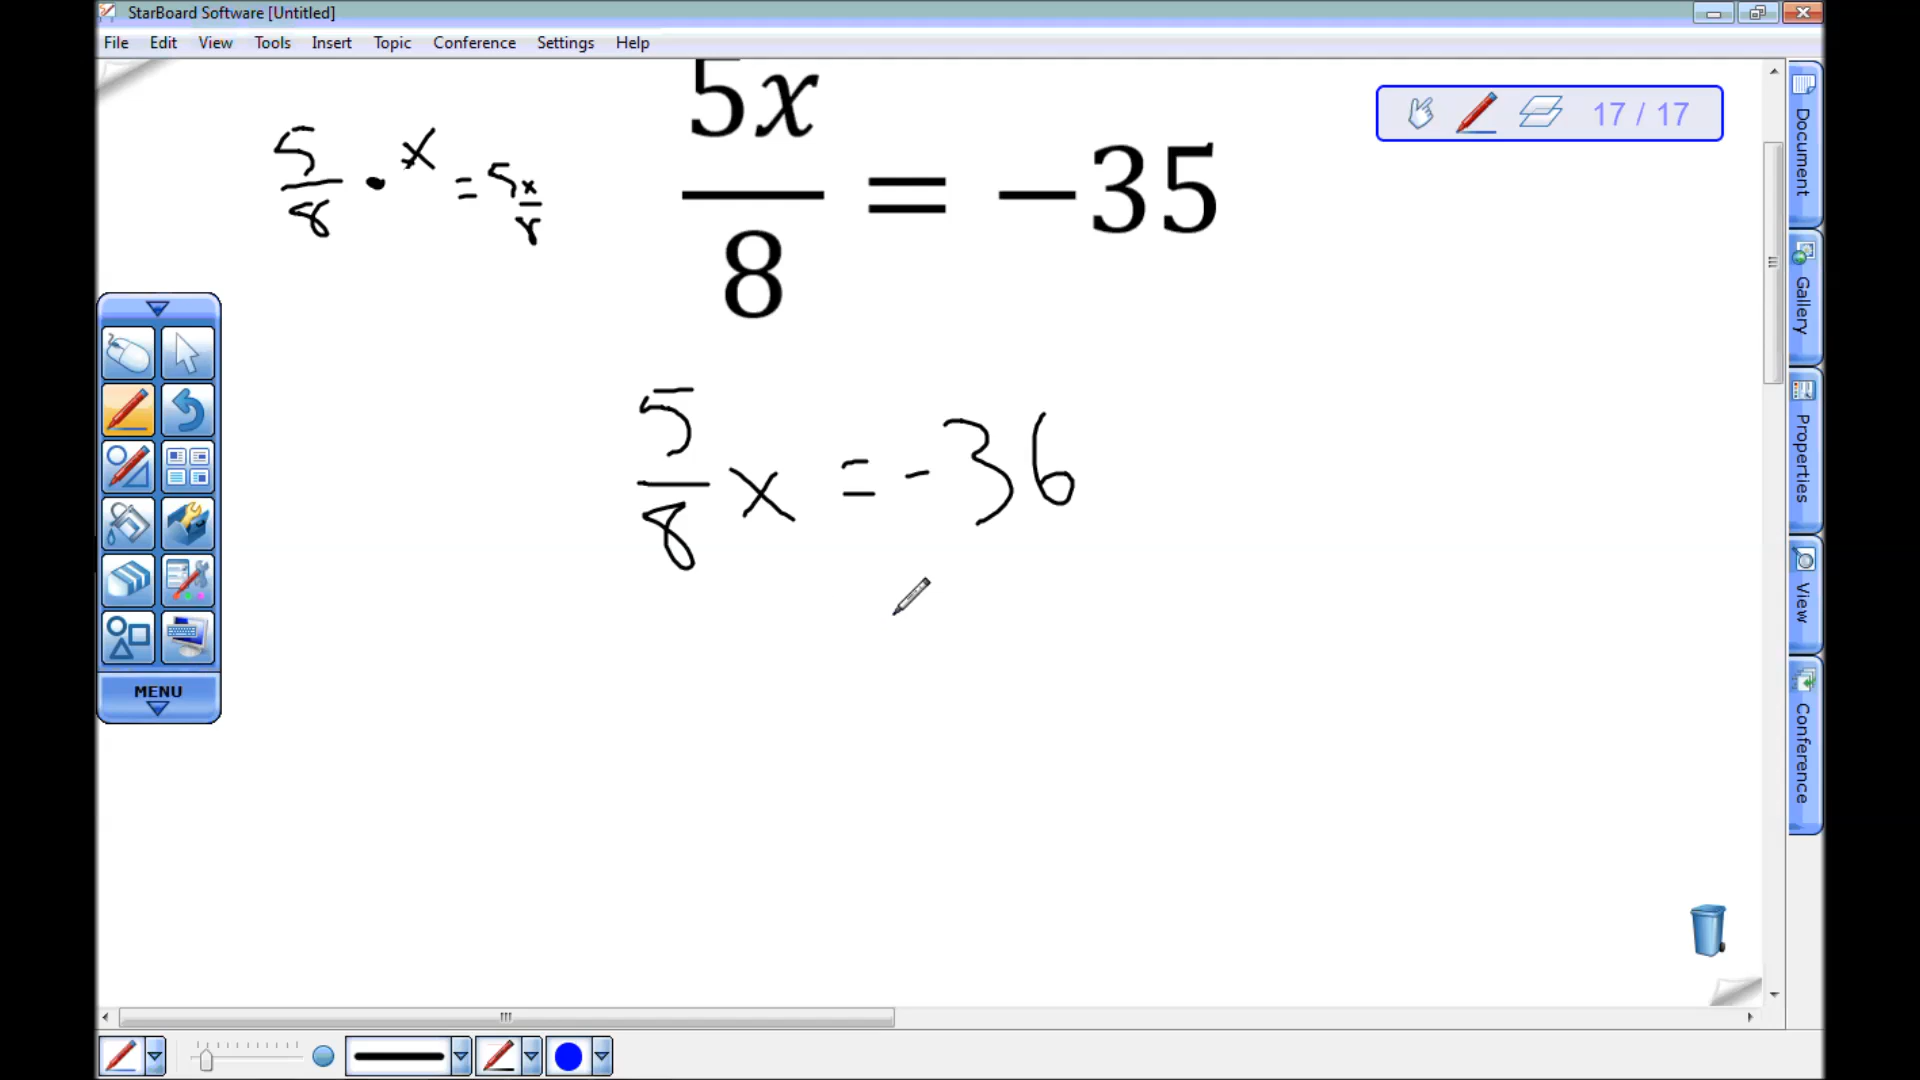 StarBoard Software [Untitled]
File Edit View Tools Insert Topic Conference Settings Help
5x/8 = −35
17 / 17
5/8 • x = 5x/8
5/8 x = -36
MENU
Document
Gallery
Properties
View
Conference